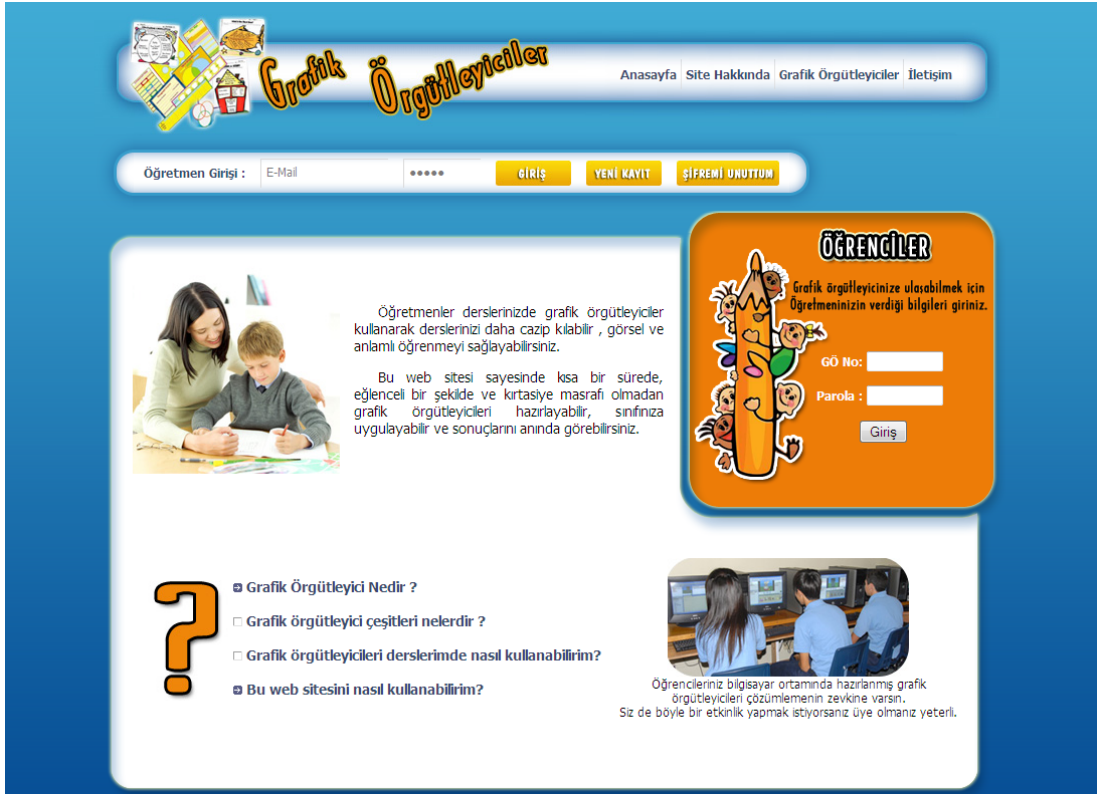 Grafik Örgütleyiciler
Anasayfa Site Hakkında Grafik Örgütleyiciler İletişim
Öğretmen Girişi : E-Mail ••••• GİRİŞ YENİ KAYIT ŞİFREMİ UNUTTUM
ÖĞRENCİLER
Grafik örgütleyicinize ulaşabilmek için
Öğretmeninizin verdiği bilgileri giriniz.
GÖ No:
Parola :
Giriş
Öğretmenler derslerinizde grafik örgütleyiciler
kullanarak derslerinizi daha cazip kılabilir , görsel ve
anlamlı öğrenmeyi sağlayabilirsiniz.
Bu web sitesi sayesinde kısa bir sürede,
eğlenceli bir şekilde ve kırtasiye masrafı olmadan
grafik örgütleyicileri hazırlayabilir, sınıfınıza
uygulayabilir ve sonuçlarını anında görebilirsiniz.
?
Grafik Örgütleyici Nedir ?
Grafik örgütleyici çeşitleri nelerdir ?
Grafik örgütleyicileri derslerimde nasıl kullanabilirim?
Bu web sitesini nasıl kullanabilirim?
Öğrencileriniz bilgisayar ortamında hazırlanmış grafik
örgütleyicileri çözümlemenin zevkine varsın.
Siz de böyle bir etkinlik yapmak istiyorsanız üye olmanız yeterli.